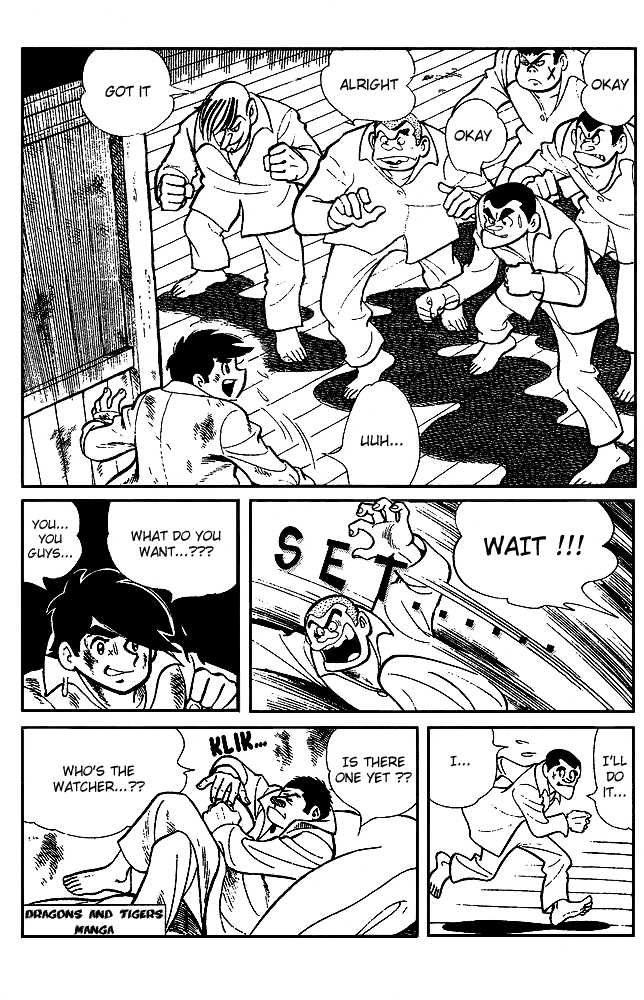 GOT IT
ALRIGHT
OKAY
OKAY
UUH...
YOU...
YOU
GUYS...
WHAT DO YOU
WANT...???
SET......
WAIT !!!
WHO'S THE
WATCHER...??
KLIK...
IS THERE
ONE YET ??
I...
I'LL
DO
IT...
DRAGONS AND TIGERS
MANGA